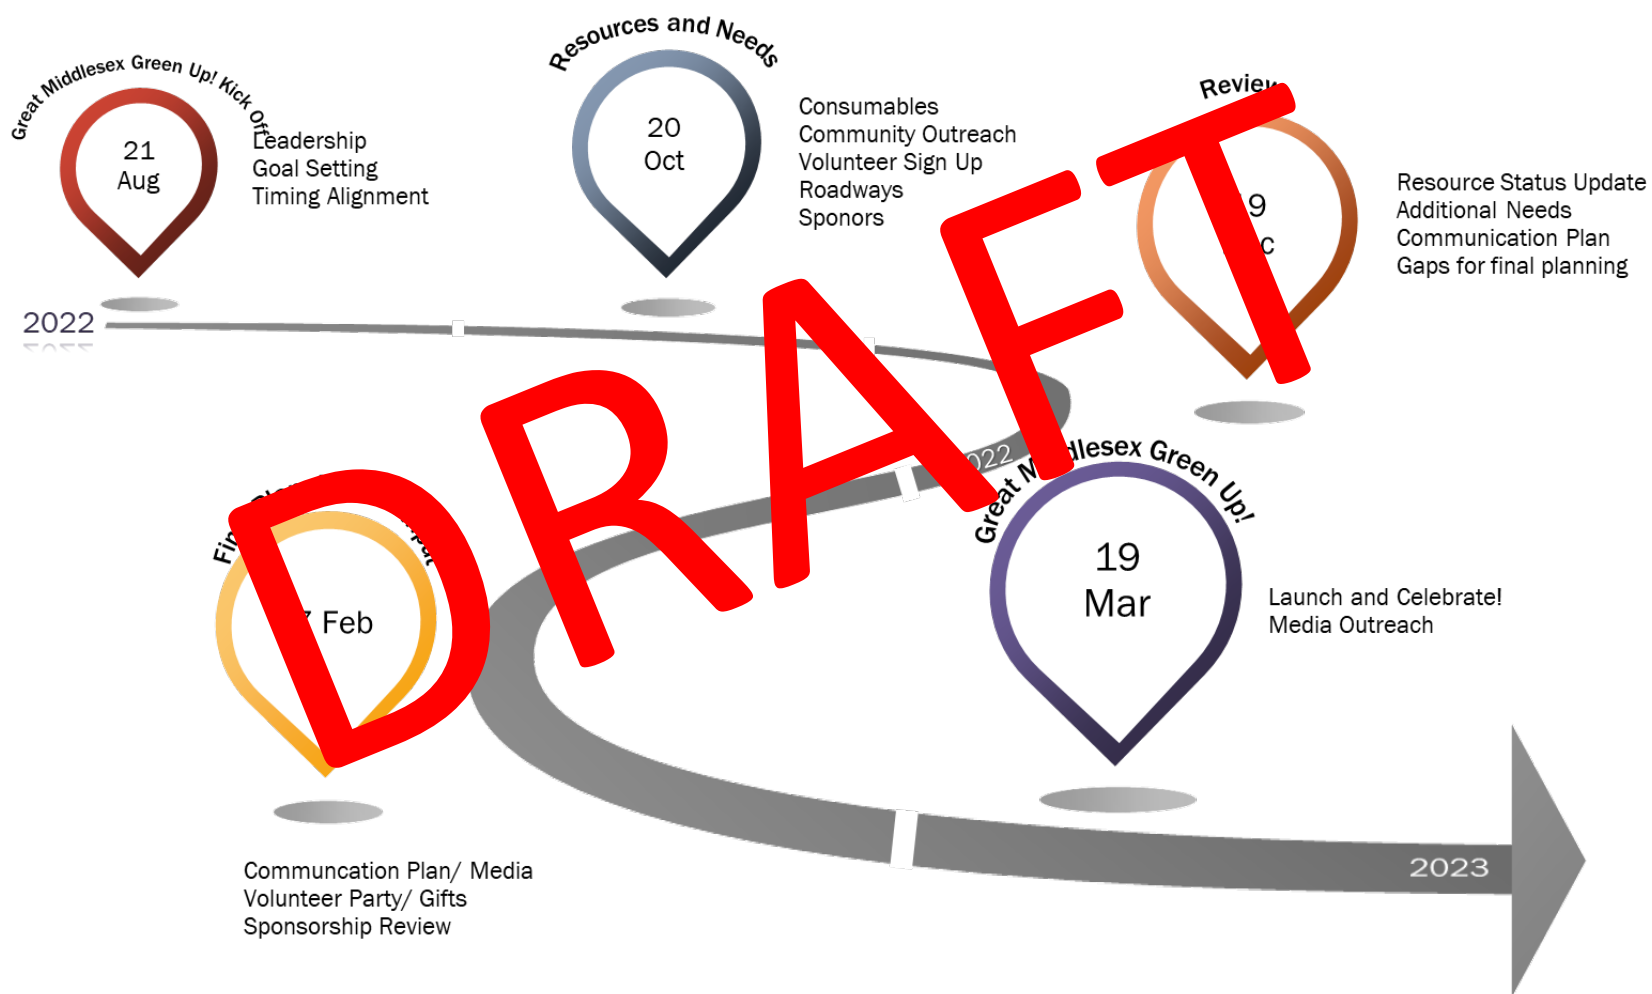 Great Middlesex Green Up! Kick Off
21
Aug
Leadership
Goal Setting
Timing Alignment
Resources and Needs
20
Oct
Consumables
Community Outreach
Volunteer Sign Up
Roadways
Sponors
Review
9
c
Resource Status Update
Additional Needs
Communication Plan
Gaps for final planning
2022
DRAFT
022
Feb
Communcation Plan/ Media
Volunteer Party/ Gifts
Sponsorship Review
Great Middlesex Green Up!
19
Mar
Launch and Celebrate!
Media Outreach
2023